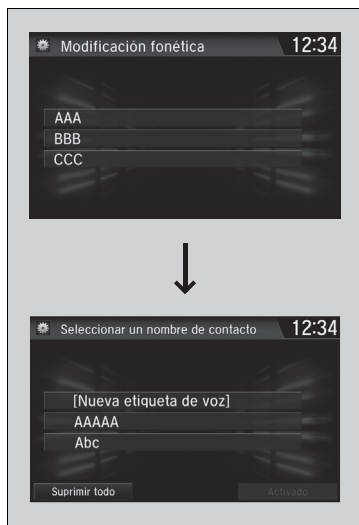 Modificación fonética 12:34
AAA
BBB
CCC
Seleccionar un nombre de contacto 12:34
[Nueva etiqueta de voz]
AAAAA
Abc
Suprimir todo Activado